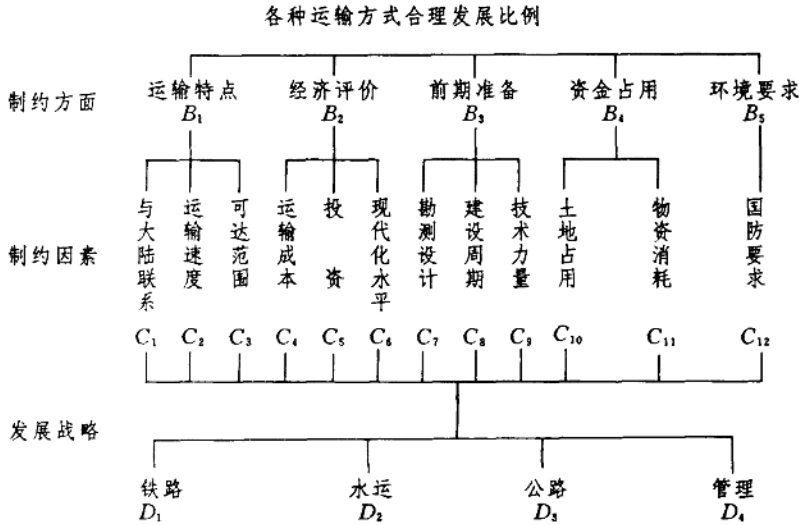 各种运输方式合理发展比例
制约方面
运输特点 经济评价 前期准备 资金占用 环境要求
B₁ B₂ B₃ B₄ B₅
制约因素
与大陆联系
运输速度
可达范围
运输成本
投资
现代化水平
勘测设计
建设周期
技术力量
土地占用
物资消耗
国防要求
C₁ C₂ C₃ C₄ C₅ C₆ C₇ C₈ C₉ C₁₀ C₁₁ C₁₂
发展战略
铁路 水运 公路 管理
D₁ D₂ D₃ D₄